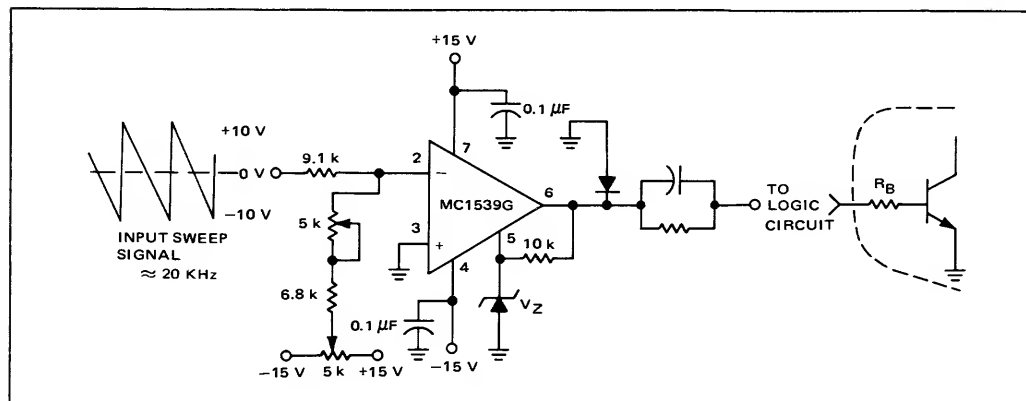 +15 V
0.1 μF
+10 V
0 V
-10 V
9.1 k
2
7
-
MC1539G
6
3
+
5
4
5 k
10 k
TO
LOGIC
CIRCUIT
R_B
INPUT SWEEP
SIGNAL
≈ 20 KHz
6.8 k
0.1 μF
V_Z
-15 V
5 k
+15 V
-15 V